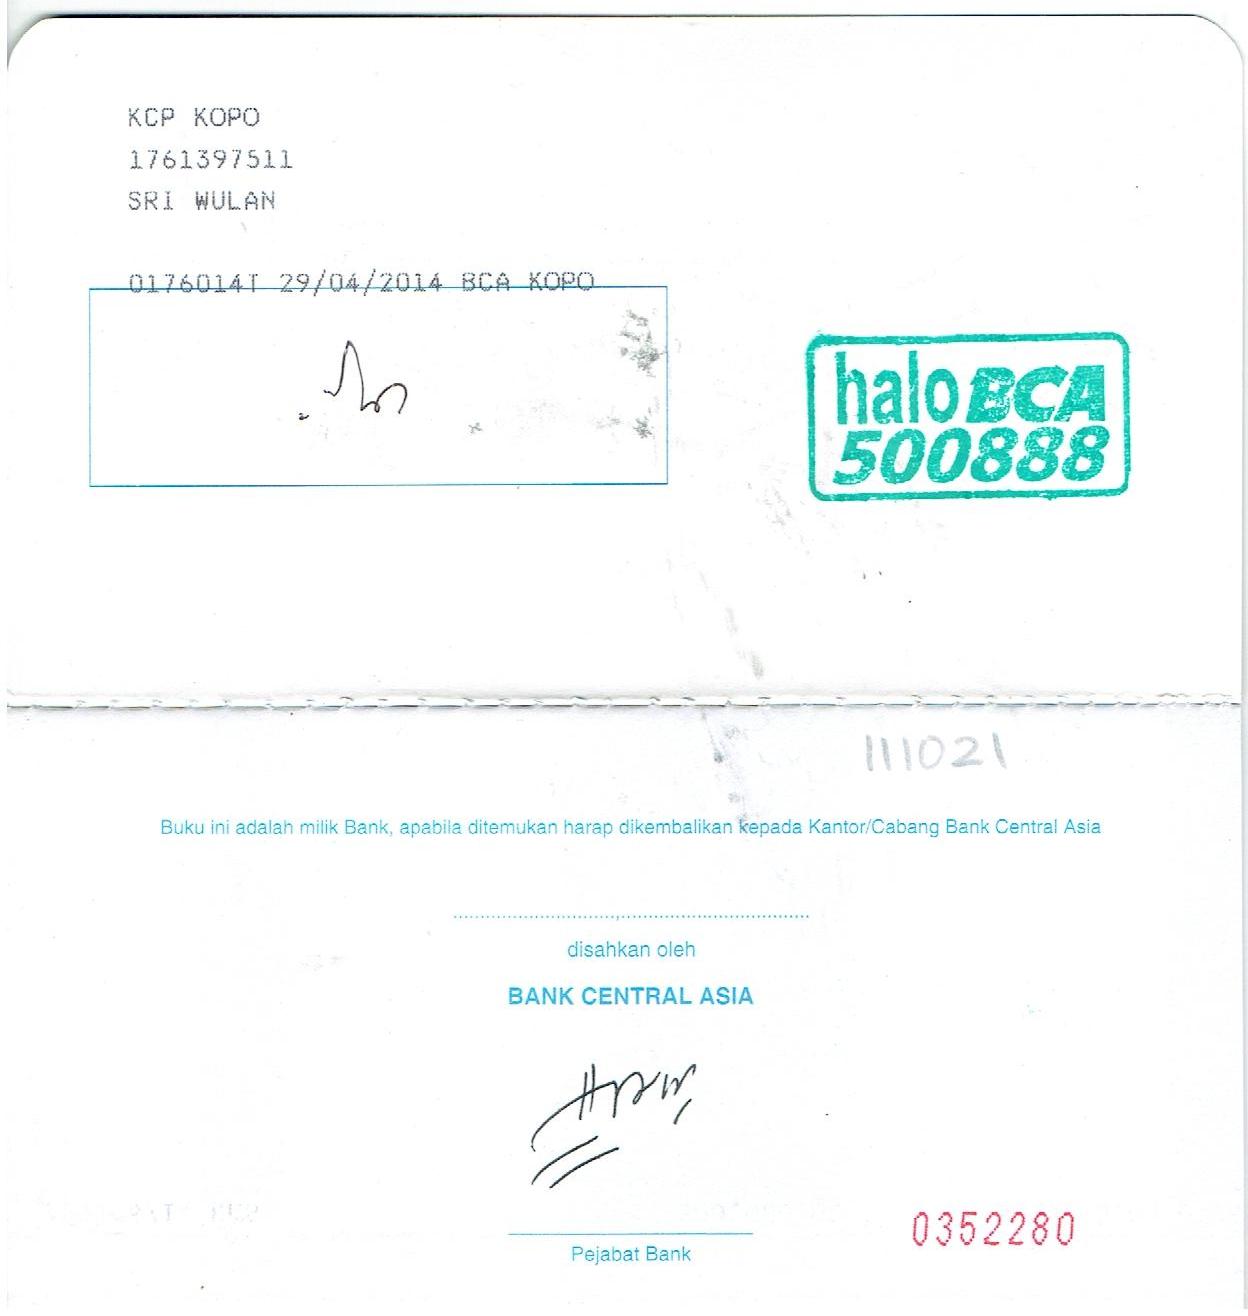 KCP KOPO
1761397511
SRI WULAN
0176014T 29/04/2014 BCA KOPO
halo BCA
500888
111021
Buku ini adalah milik Bank, apabila ditemukan harap dikembalikan kepada Kantor/Cabang Bank Central Asia
disahkan oleh
BANK CENTRAL ASIA
Pejabat Bank
0352280